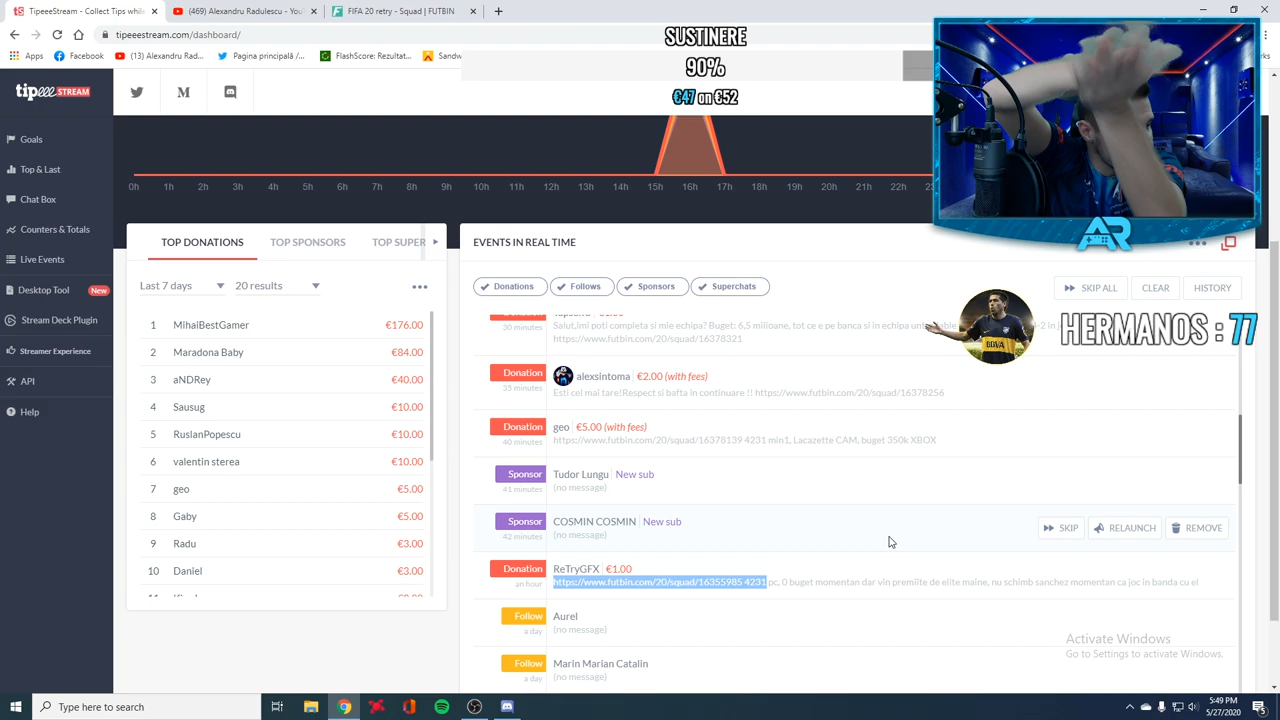 FIFA 20 retry - Squad | FUTBIN
tipeeestream.com/dashboard/
Apps
Facebook
(13) Alexandru Rad...
Pagina principală /...
FlashScore: Rezultat...
tipeee STREAM
SUSTINERE
90%
€47 on €52
Goals
Top & Last
Chat Box
Counters & Totals
Live Events
Desktop Tool
New
Stream Deck Plugin
Streamer Experience
API
Help
0h 1h 2h 3h 4h 5h 6h 7h 8h 9h 10h 11h 12h 13h 14h 15h 16h 17h 18h 19h 20h 21h 22h
AR
TOP DONATIONS
TOP SPONSORS
TOP SUPER
Last 7 days
20 results
1 MihaiBestGamer €176.00
2 Maradona Baby €84.00
3 aNDRey €40.00
4 Sausug €10.00
5 RuslanPopescu €10.00
6 valentin sterea €10.00
7 geo €5.00
8 Gaby €5.00
9 Radu €3.00
10 Daniel €3.00
EVENTS IN REAL TIME
Donations
Follows
Sponsors
Superchats
SKIP ALL
CLEAR
HISTORY
HERMANOS : 77
30 minutes
Salut,imi poti completa si mie echipa? Buget: 6,5 milioane, tot ce e pe banca si in echipa
https://www.futbin.com/20/squad/16378321
Donation
35 minutes
alexsintoma €2.00 (with fees)
Esti cel mai tare!Respect si bafta in continuare !! https://www.futbin.com/20/squad/16378256
Donation
40 minutes
geo €5.00 (with fees)
https://www.futbin.com/20/squad/16378139 4231 min1, Lacazette CAM, buget 350k XBOX
Sponsor
41 minutes
Tudor Lungu New sub
(no message)
Sponsor
42 minutes
COSMIN COSMIN New sub
(no message)
SKIP
RELAUNCH
REMOVE
Donation
an hour
ReTryGFX €1.00
https://www.futbin.com/20/squad/16355985 4231 pc, 0 buget momentan dar vin premiite de elite maine, nu schimb sanchez momentan ca joc in banda cu el
Follow
a day
Aurel
(no message)
Follow
a day
Marin Marian Catalin
(no message)
Activate Windows
Go to Settings to activate Windows.
Type here to search
5:49 PM
5/27/2020